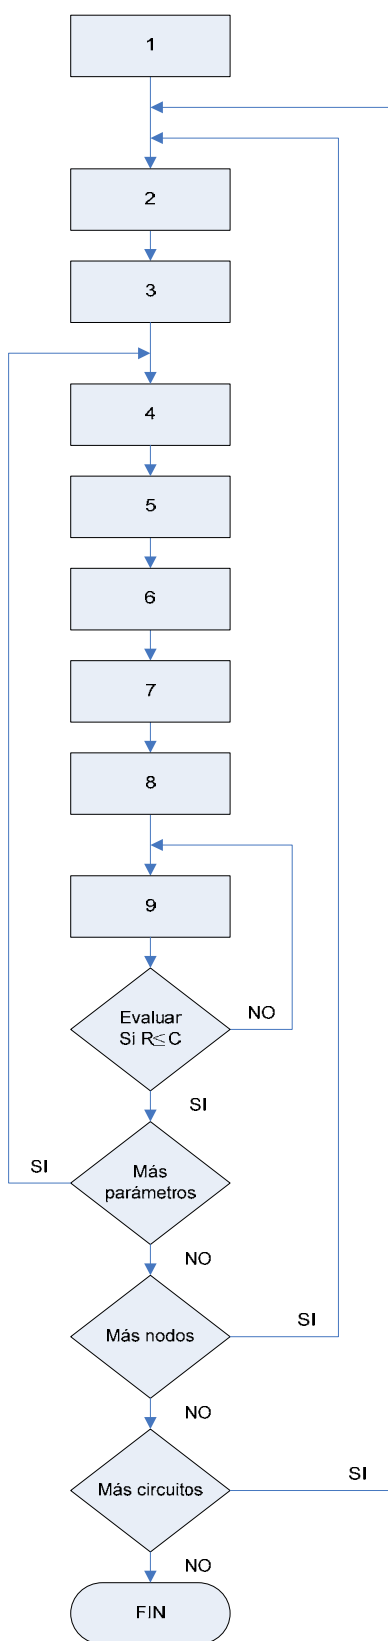 1
2
3
4
5
6
7
8
9
Evaluar
Si R≤C
NO
SI
Más
parámetros
SI
NO
Más nodos
SI
NO
Más circuitos
SI
NO
FIN